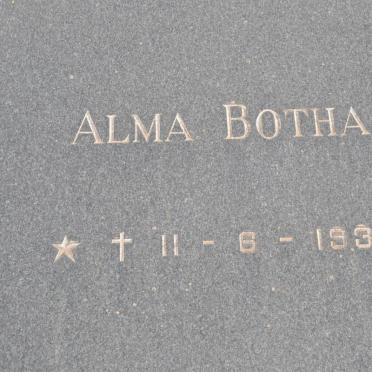 ALMA BOTHA
★ † 11 - 6 - 193